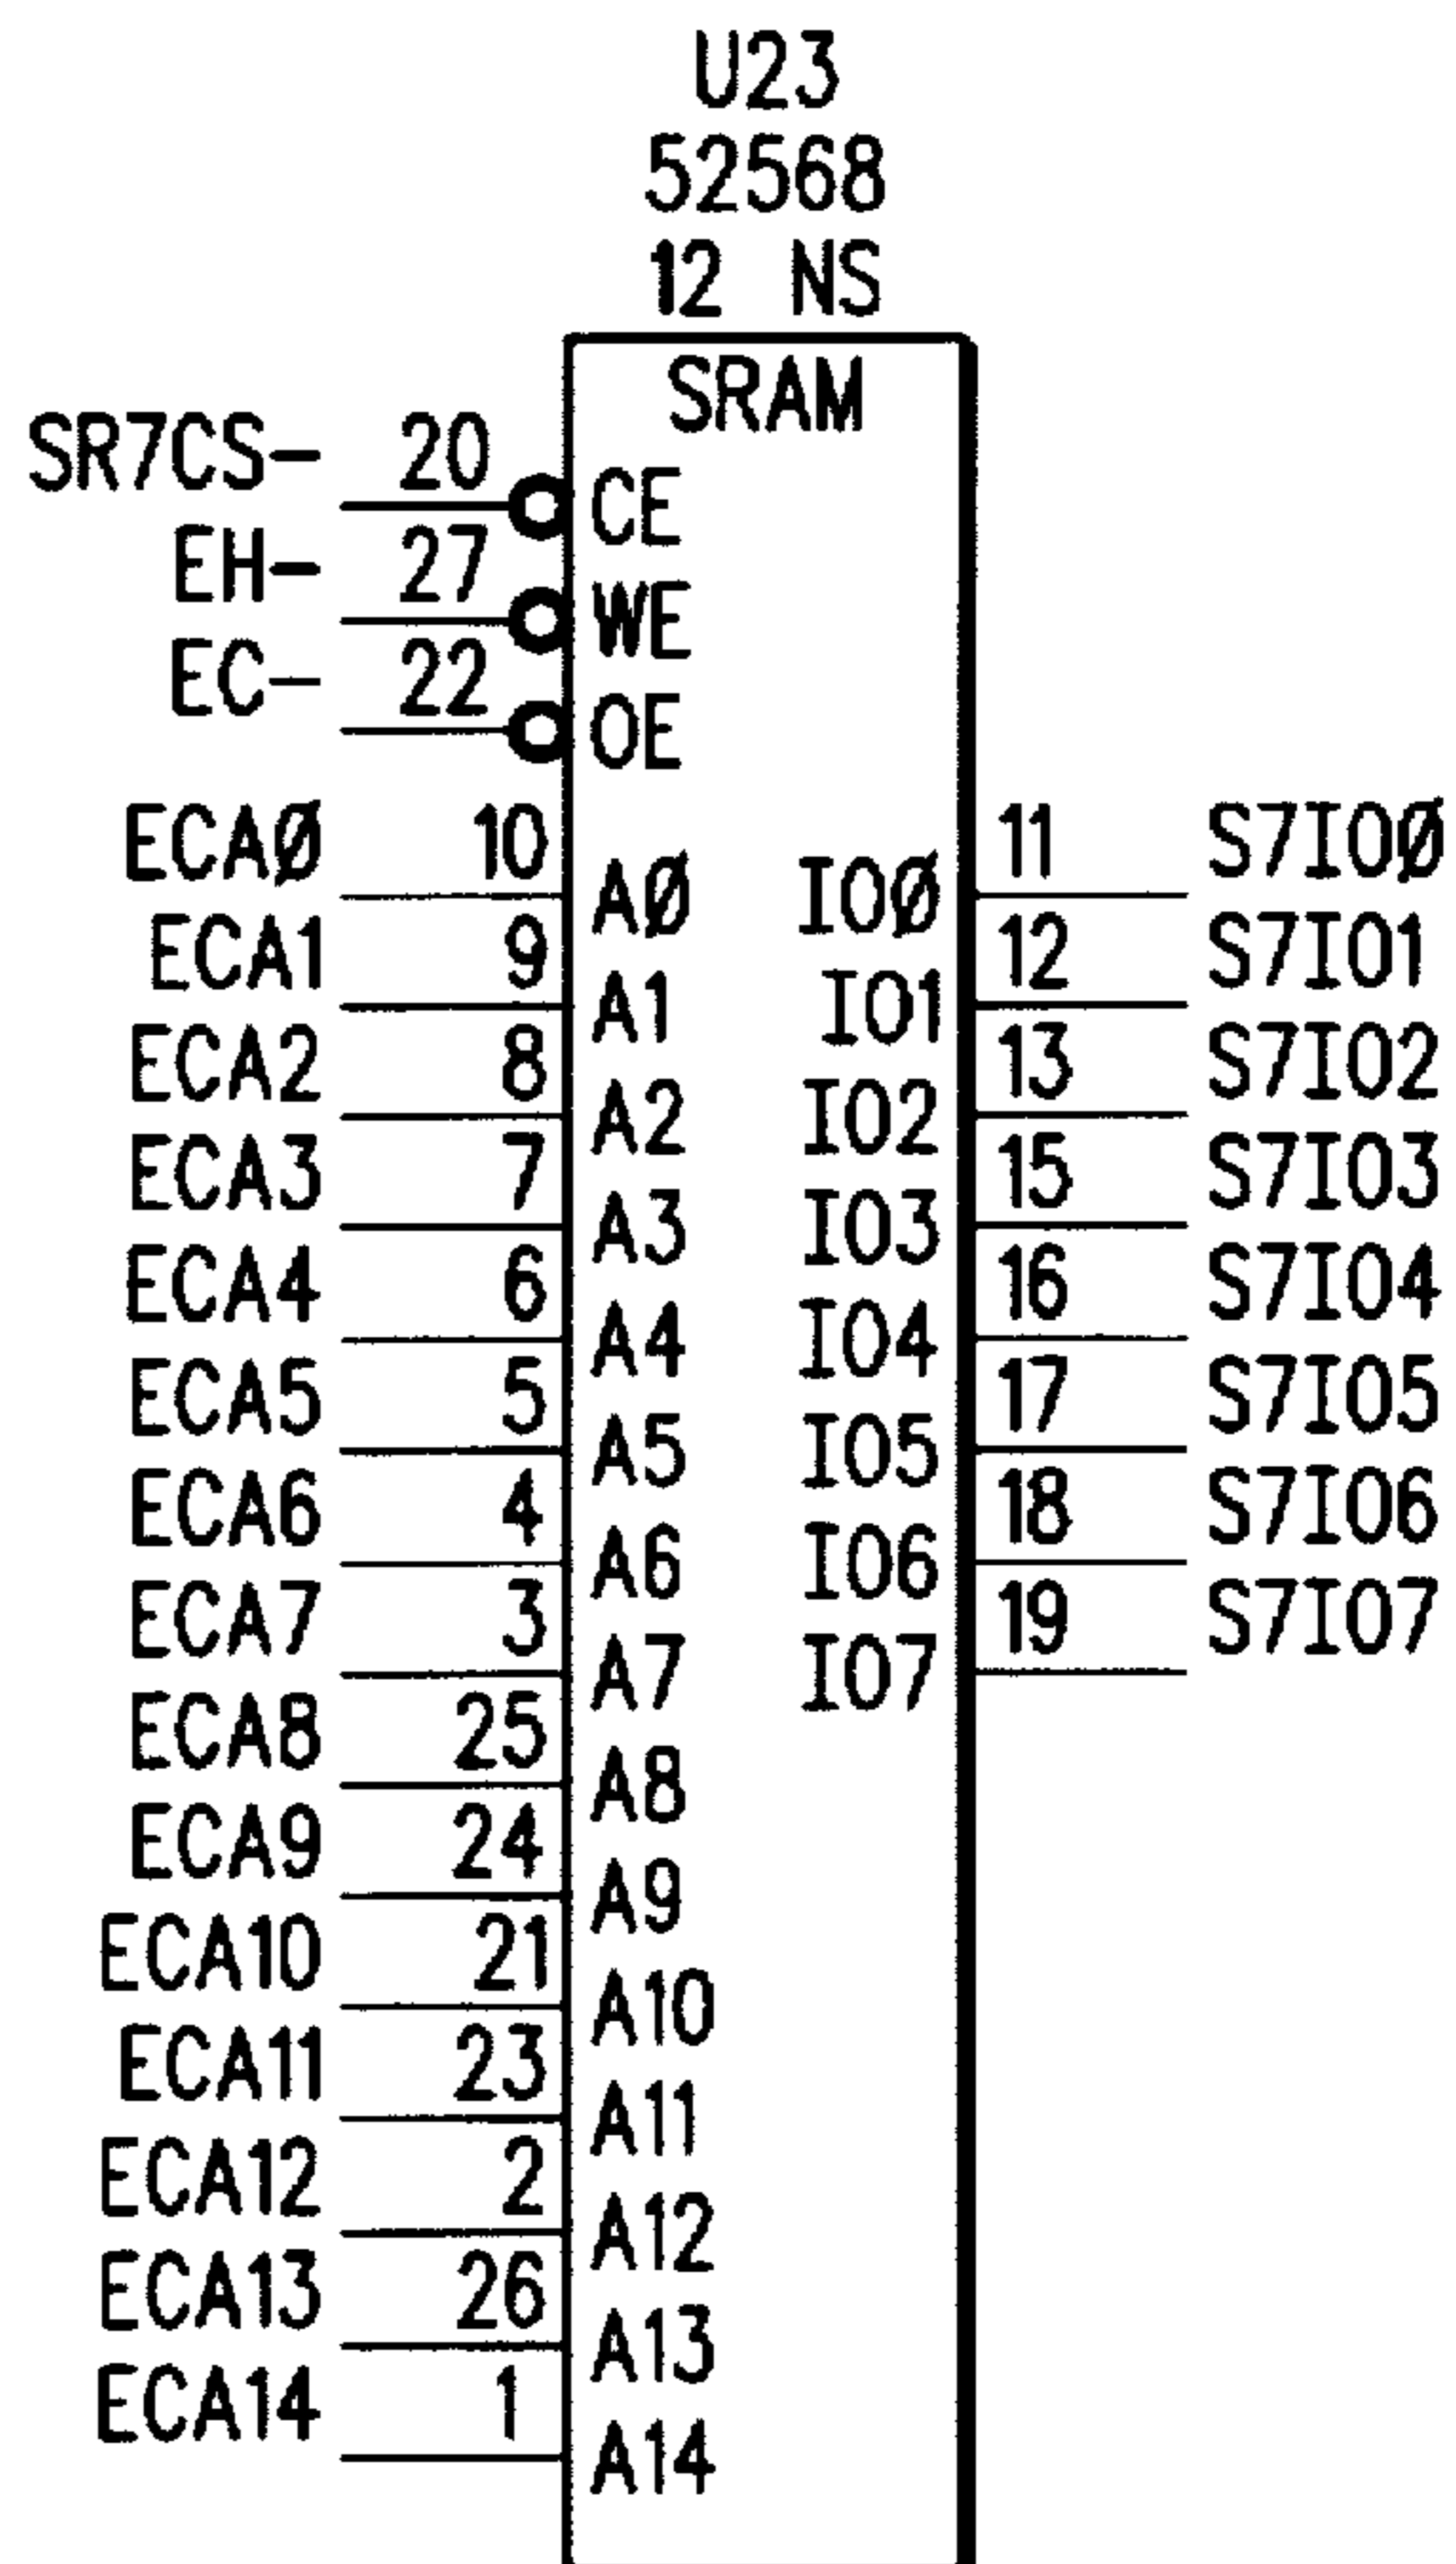 U23
52568
12 NS
SRAM
SR7CS- 20 CE
EH- 27 WE
EC- 22 OE
ECAØ 10 AØ IOØ 11 S7IOØ
ECA1 9 A1 IO1 12 S7IO1
ECA2 8 A2 IO2 13 S7IO2
ECA3 7 A3 IO3 15 S7IO3
ECA4 6 A4 IO4 16 S7IO4
ECA5 5 A5 IO5 17 S7IO5
ECA6 4 A6 IO6 18 S7IO6
ECA7 3 A7 IO7 19 S7IO7
ECA8 25 A8
ECA9 24 A9
ECA10 21 A10
ECA11 23 A11
ECA12 2 A12
ECA13 26 A13
ECA14 1 A14